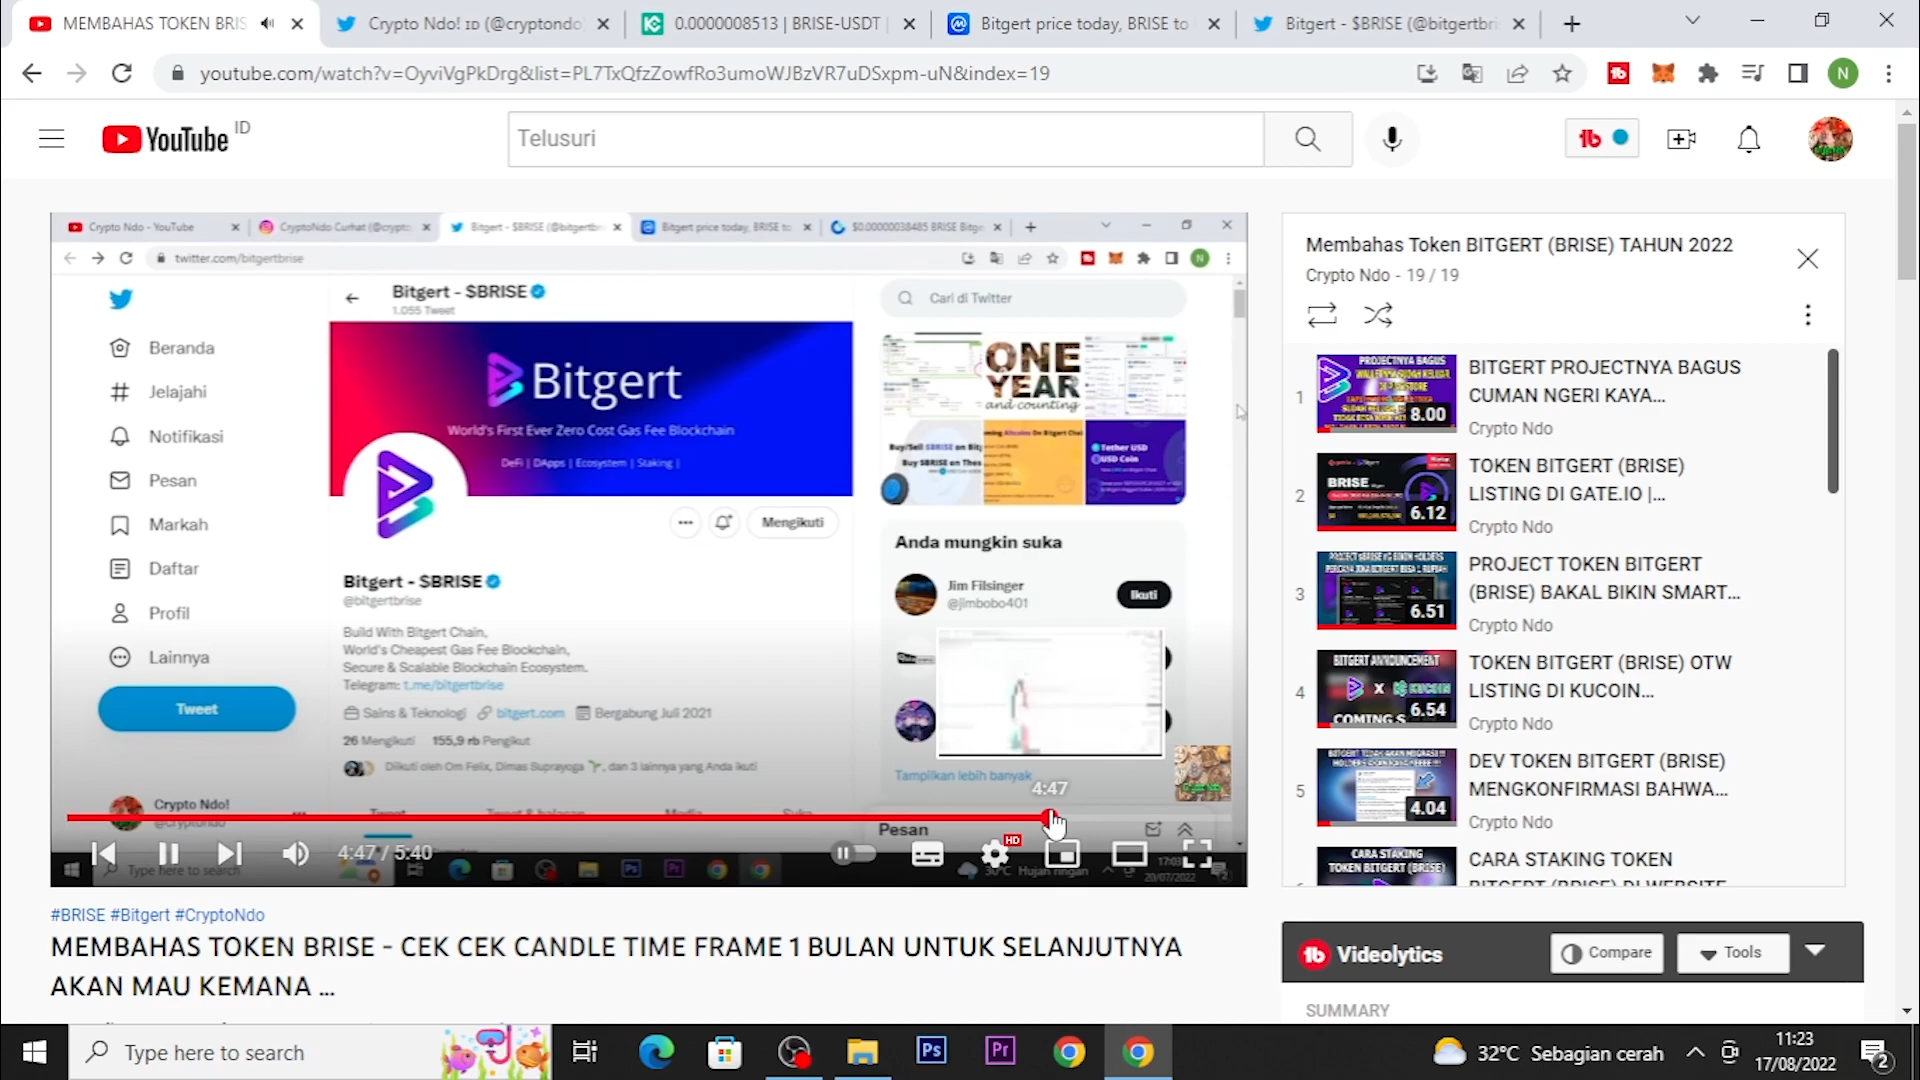 MEMBAHAS TOKEN BRIS
Crypto Ndo! ID (@cryptondo
0.0000008513 | BRISE-USDT |
Bitgert price today, BRISE to
Bitgert - $BRISE (@bitgertbri
youtube.com/watch?v=OyviVgPkDrg&list=PL7TxQfzZowfRo3umoWJBzVR7uDSxpm-uN&index=19
N
YouTube ID
Telusuri
Crypto Ndo - YouTube
CryptoNdo Curhat (@crypto
Bitgert - $BRISE (@bitgertbr
Bitgert price today, BRISE to
$0.00000038485 BRISE Bitge
twitter.com/bitgertbrise
N
Bitgert - $BRISE
1.055 Tweet
Cari di Twitter
Beranda
Jelajahi
Notifikasi
Pesan
Markah
Daftar
Profil
Lainnya
Tweet
Crypto Ndo!
@cryptondo
Bitgert
World's First Ever Zero Cost Gas Fee Blockchain
DeFi | DApps | Ecosystem | Staking |
Mengikuti
Bitgert - $BRISE
@bitgertbrise
Build With Bitgert Chain,
World's Cheapest Gas Fee Blockchain,
Secure & Scalable Blockchain Ecosystem.
Telegram: t.me/bitgertbrise
Sains & Teknologi bitgert.com Bergabung Juli 2021
26 Mengikuti 155,9 rb Pengikut
Diikuti oleh Om Felix, Dimas Suprayoga, dan 3 lainnya yang Anda ikuti
Tweet Tweet & balasan Media Suka
ONE
YEAR
and counting
Buy/Sell $BRISE on Bit
Buy $BRISE on Thes
Tether USD
USD Coin
Anda mungkin suka
Jim Filsinger
@jimbobo401
Ikuti
Tampilkan lebih banyak
Pesan
4:47
4:47 / 5:40
HD
Type here to search
30°C Hujan ringan
17:03
20/07/2022
#BRISE #Bitgert #CryptoNdo
MEMBAHAS TOKEN BRISE - CEK CEK CANDLE TIME FRAME 1 BULAN UNTUK SELANJUTNYA
AKAN MAU KEMANA ...
Membahas Token BITGERT (BRISE) TAHUN 2022
Crypto Ndo - 19 / 19
1
PROJECTNYA BAGUS
8.00
BITGERT PROJECTNYA BAGUS
CUMAN NGERI KAYA...
Crypto Ndo
2
BRISE
6.12
TOKEN BITGERT (BRISE)
LISTING DI GATE.IO |...
Crypto Ndo
3
6.51
PROJECT TOKEN BITGERT
(BRISE) BAKAL BIKIN SMART...
Crypto Ndo
4
BITGERT ANNOUNCEMENT
X KUCOIN
COMING S
6.54
TOKEN BITGERT (BRISE) OTW
LISTING DI KUCOIN...
Crypto Ndo
5
4.04
DEV TOKEN BITGERT (BRISE)
MENGKONFIRMASI BAHWA...
Crypto Ndo
CARA STAKING
TOKEN BITGERT (BRISE)
CARA STAKING TOKEN
BITGERT (BRISE) DI WEBSITE
Videolytics
Compare
Tools
SUMMARY
Type here to search
Ps
Pr
32°C Sebagian cerah
11:23
17/08/2022
2